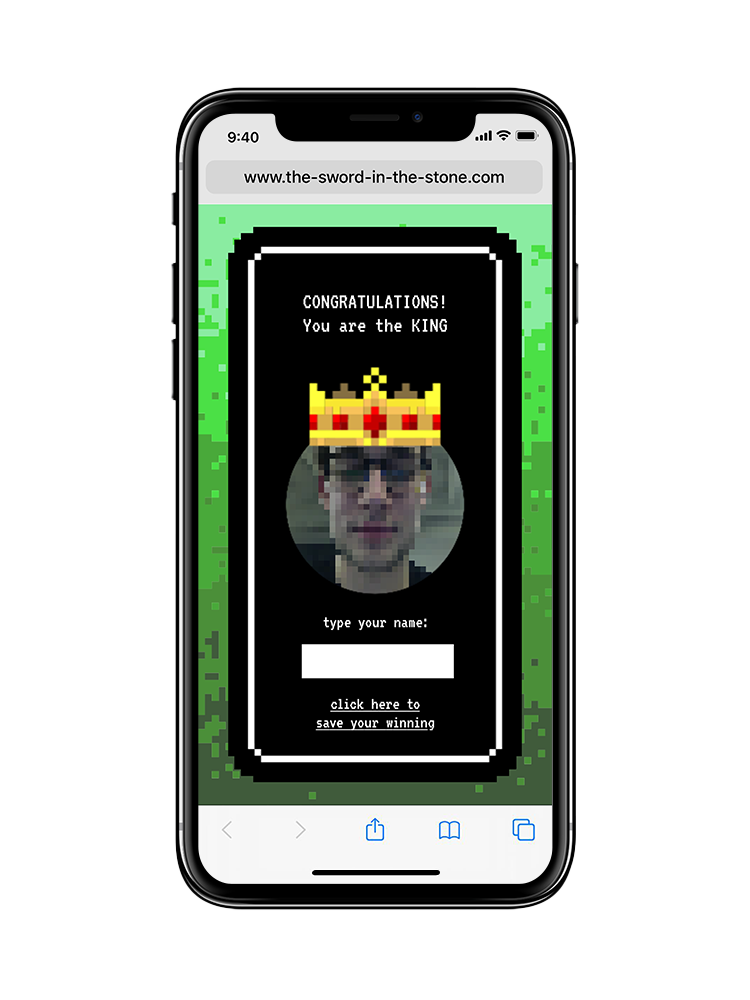 9:40
www.the-sword-in-the-stone.com
CONGRATULATIONS!
You are the KING
type your name:
click here to
save your winning